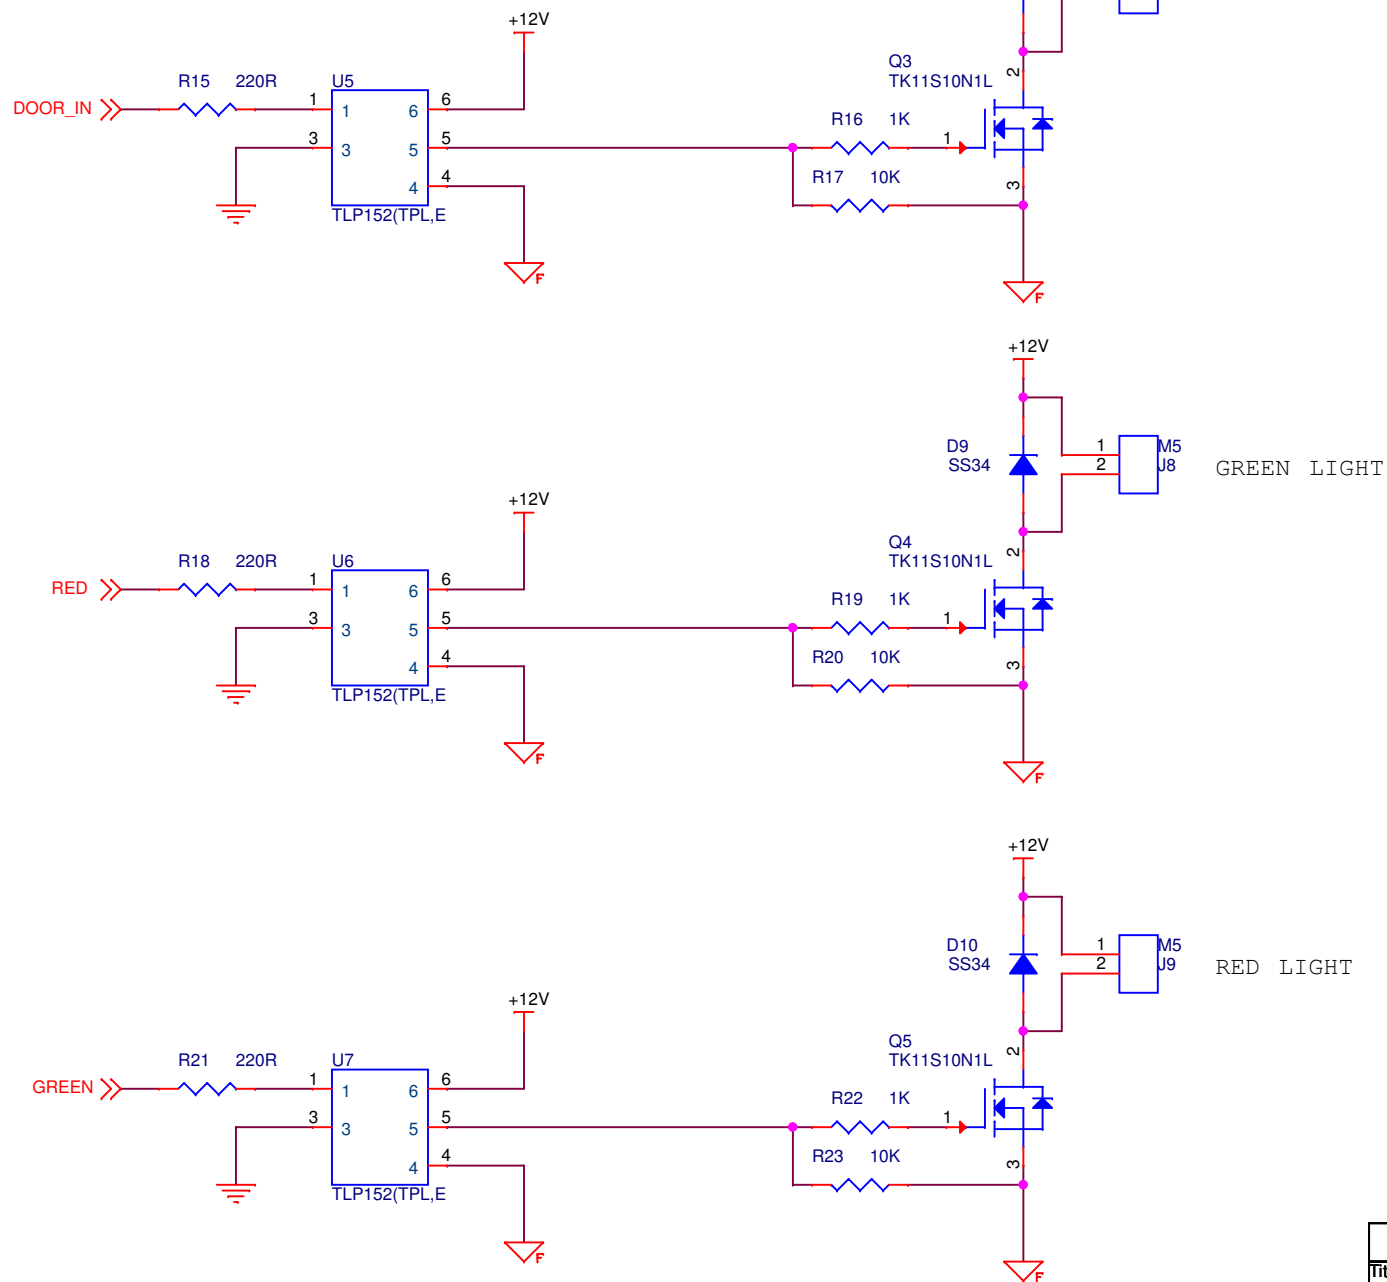 +12V
Q3
TK11S10N1L
2
R15 220R
U5
DOOR_IN
1
1
6
6
3
3
5
5
4
4
TLP152(TPL,E
R16 1K
1
R17 10K
3
F
F
+12V
D9
SS34
1
2
M5
J8
GREEN LIGHT
+12V
Q4
TK11S10N1L
2
R18 220R
U6
RED
1
1
6
6
3
3
5
5
4
4
TLP152(TPL,E
R19 1K
1
R20 10K
3
F
F
+12V
D10
SS34
1
2
M5
J9
RED LIGHT
+12V
Q5
TK11S10N1L
2
R21 220R
U7
GREEN
1
1
6
6
3
3
5
5
4
4
TLP152(TPL,E
R22 1K
1
R23 10K
3
F
F